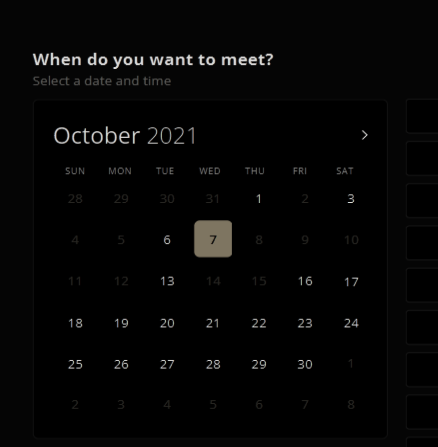 When do you want to meet?
Select a date and time
October 2021 >
SUN MON TUE WED THU FRI SAT
28 29 30 31 1 2 3
4 5 6 7 8 9 10
11 12 13 14 15 16 17
18 19 20 21 22 23 24
25 26 27 28 29 30 1
2 3 4 5 6 7 8